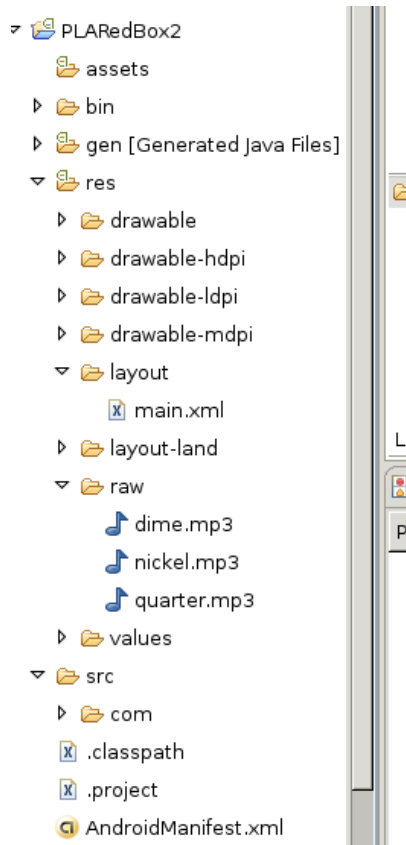 PLARedBox2
assets
bin
gen [Generated Java Files]
res
drawable
drawable-hdpi
drawable-ldpi
drawable-mdpi
layout
main.xml
layout-land
raw
dime.mp3
nickel.mp3
quarter.mp3
values
src
com
.classpath
.project
AndroidManifest.xml
L
P